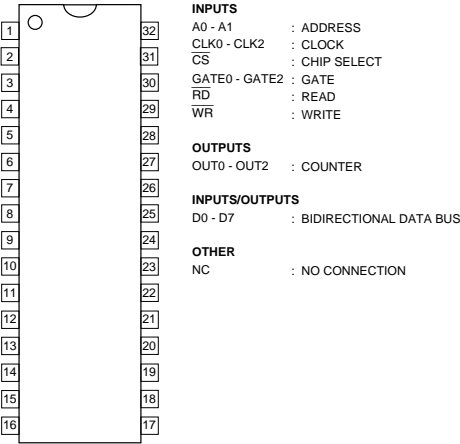 INPUTS
A0 - A1 : ADDRESS
CLK0 - CLK2 : CLOCK
CS : CHIP SELECT
GATE0 - GATE2 : GATE
RD : READ
WR : WRITE
OUTPUTS
OUT0 - OUT2 : COUNTER
INPUTS/OUTPUTS
D0 - D7 : BIDIRECTIONAL DATA BUS
OTHER
NC : NO CONNECTION
1 32
2 31
3 30
4 29
5 28
6 27
7 26
8 25
9 24
10 23
11 22
12 21
13 20
14 19
15 18
16 17